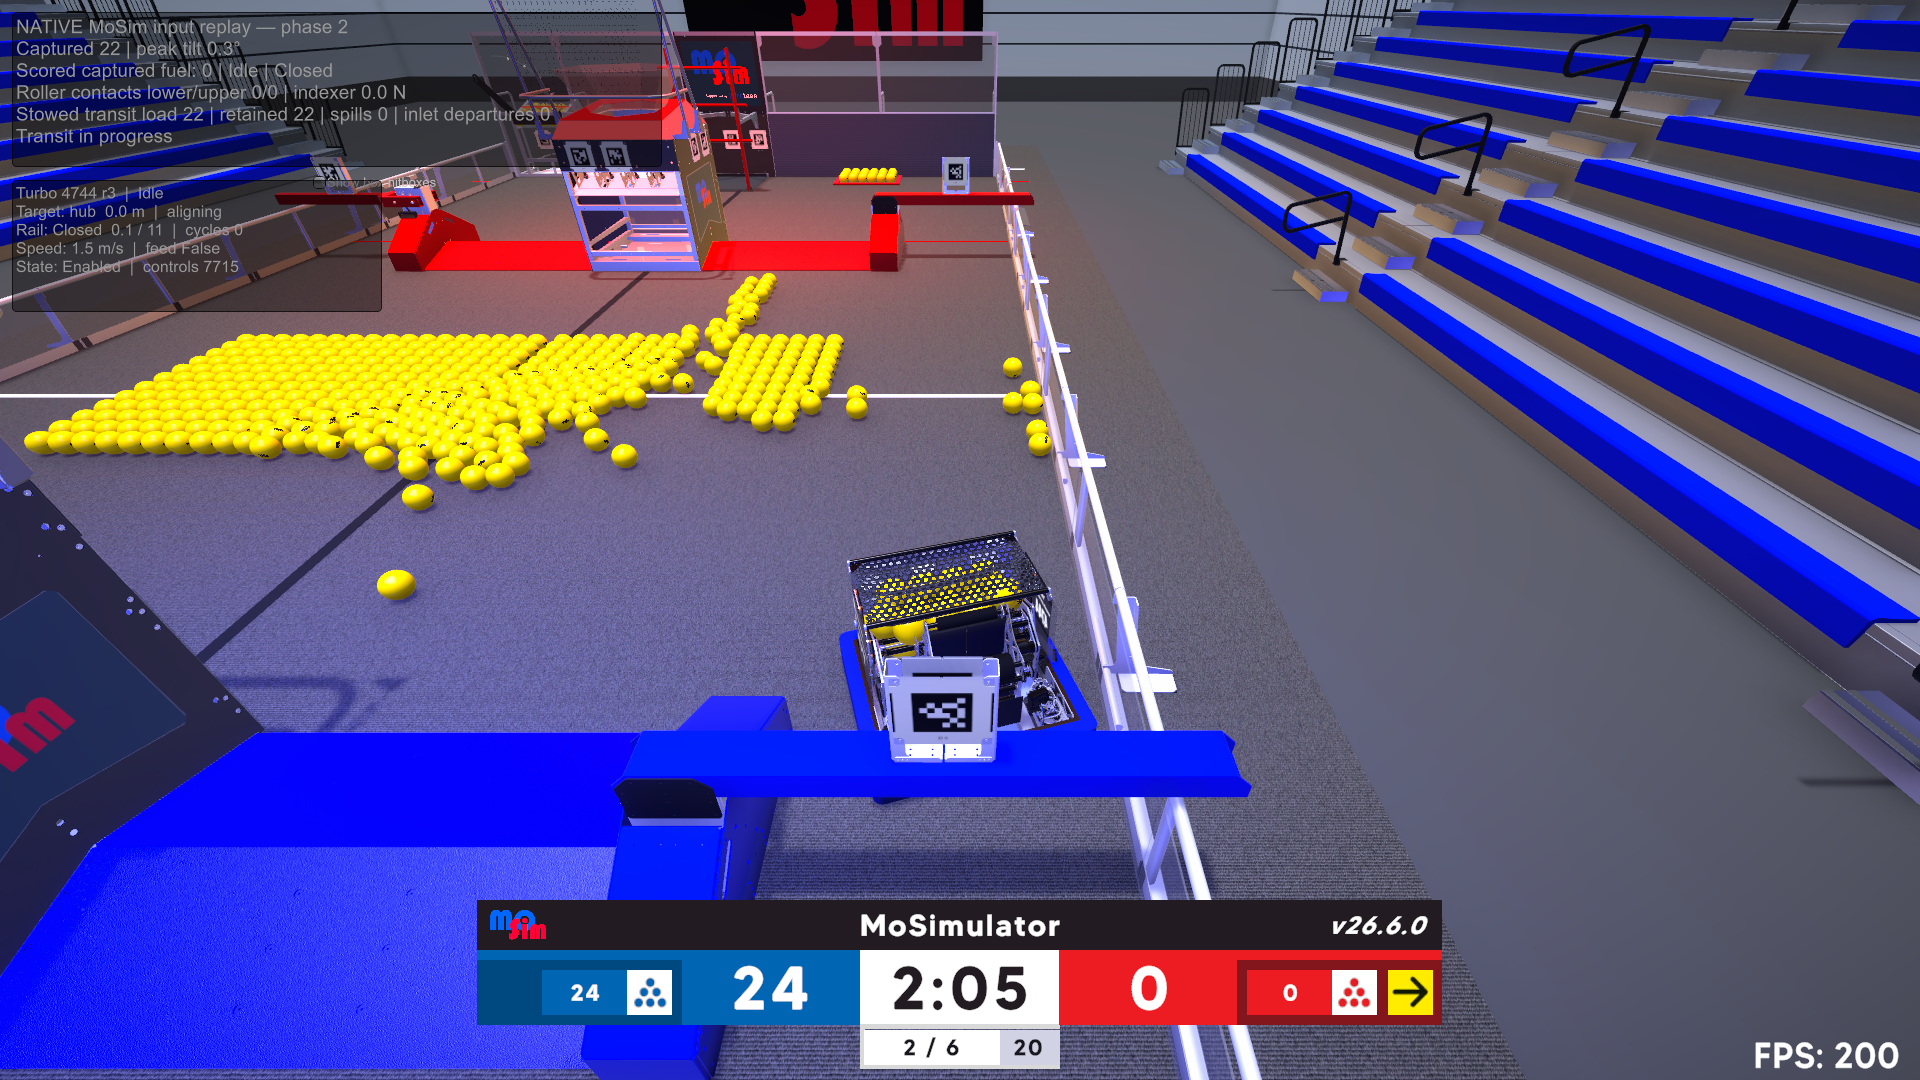 NATIVE MoSim input replay — phase 2
Captured 22 | peak tilt 0.3°
Scored captured fuel: 0 | Idle | Closed
Roller contacts lower/upper 0/0 | indexer 0.0 N
Stowed transit load 22 | retained 22 | spills 0 | inlet departures 0
Transit in progress
Turbo 4744 r3 | Idle
Target: hub 0.0 m | aligning
Rail: Closed 0.1 / 11 | cycles 0
Speed: 1.5 m/s | feed False
State: Enabled | controls 7715
mosim
MoSimulator
v26.6.0
24
24
2:05
0
0
2 / 6
20
FPS: 200